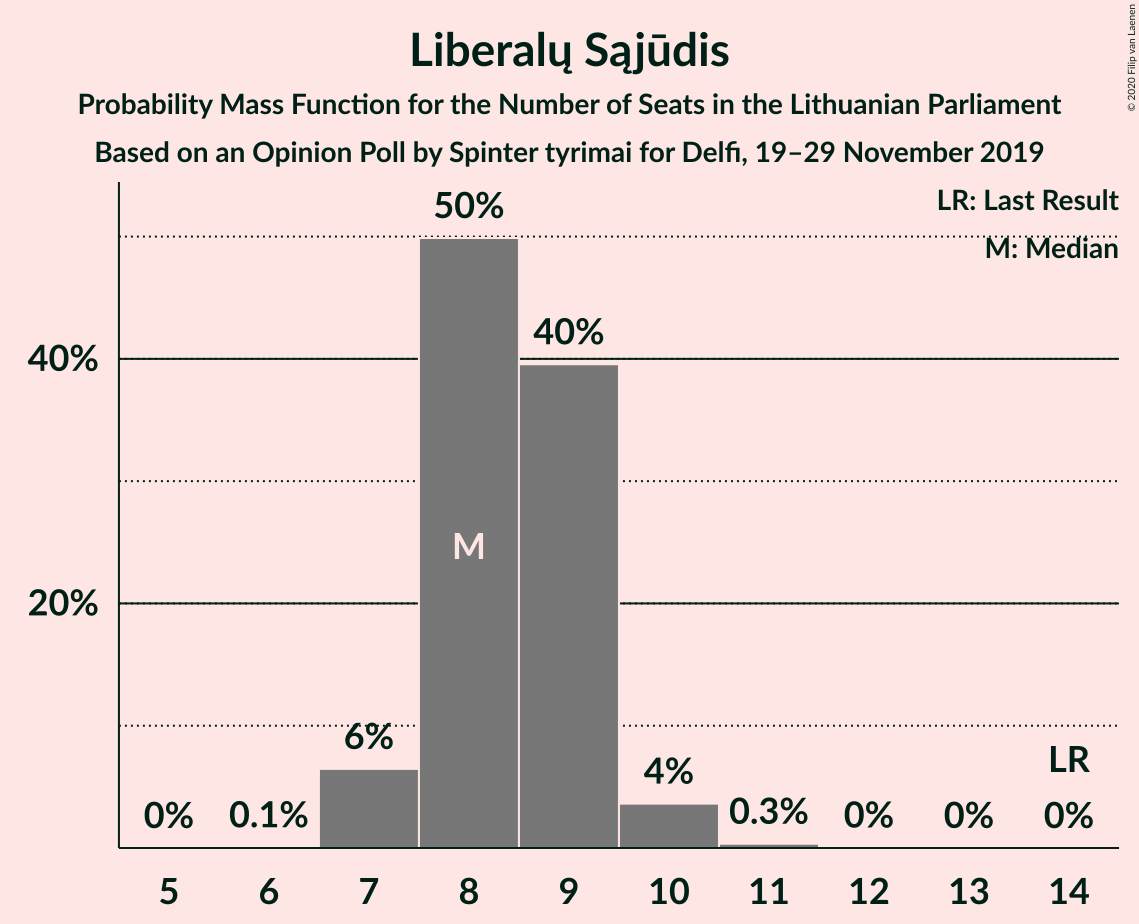 Liberalų Sąjūdis
Probability Mass Function for the Number of Seats in the Lithuanian Parliament
Based on an Opinion Poll by Spinter tyrimai for Delfi, 19–29 November 2019
© 2020 Filip van Laenen
LR: Last Result
M: Median
50%
40%
40%
M
20%
6%
4%
LR
0% 0.1% 0.3% 0% 0% 0%
5 6 7 8 9 10 11 12 13 14